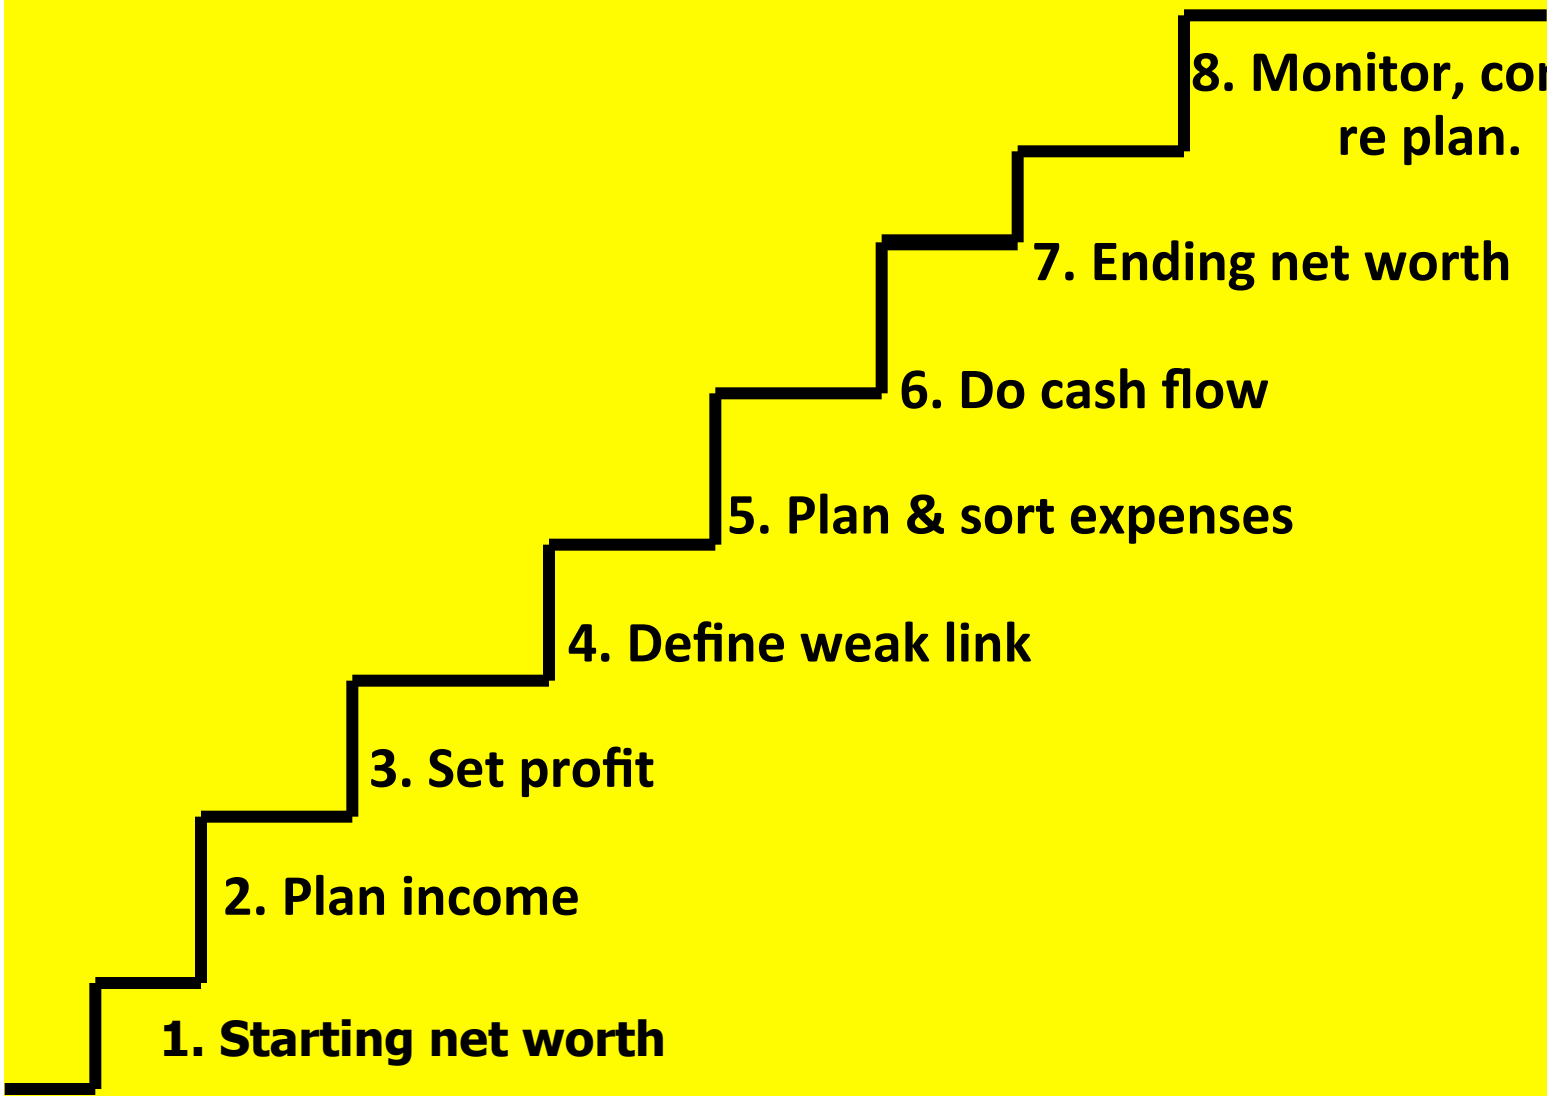 8. Monitor,
re plan.
7. Ending net worth
6. Do cash flow
5. Plan & sort expenses
4. Define weak link
3. Set profit
2. Plan income
1. Starting net worth